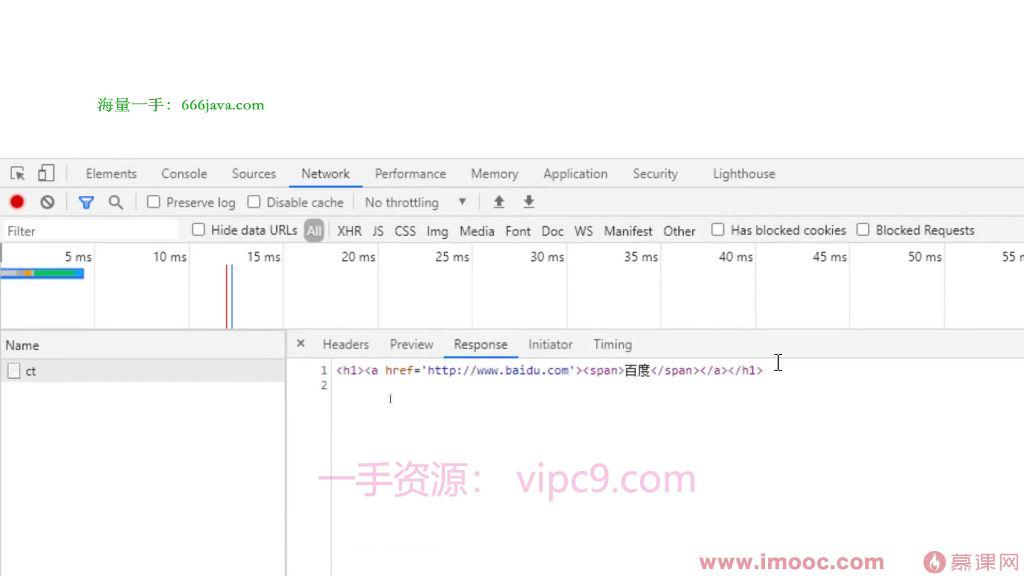 海量一手：666java.com
Elements Console Sources Network Performance Memory Application Security Lighthouse
Preserve log Disable cache No throttling ▼
Filter Hide data URLs All XHR JS CSS Img Media Font Doc WS Manifest Other Has blocked cookies Blocked Requests
5 ms 10 ms 15 ms 20 ms 25 ms 30 ms 35 ms 40 ms 45 ms 50 ms 55 m
Name × Headers Preview Response Initiator Timing
ct
1 <h1><a href='http://www.baidu.com'><span>百度</span></a></h1>
2
一手资源： vipc9.com
www.imooc.com 慕课网